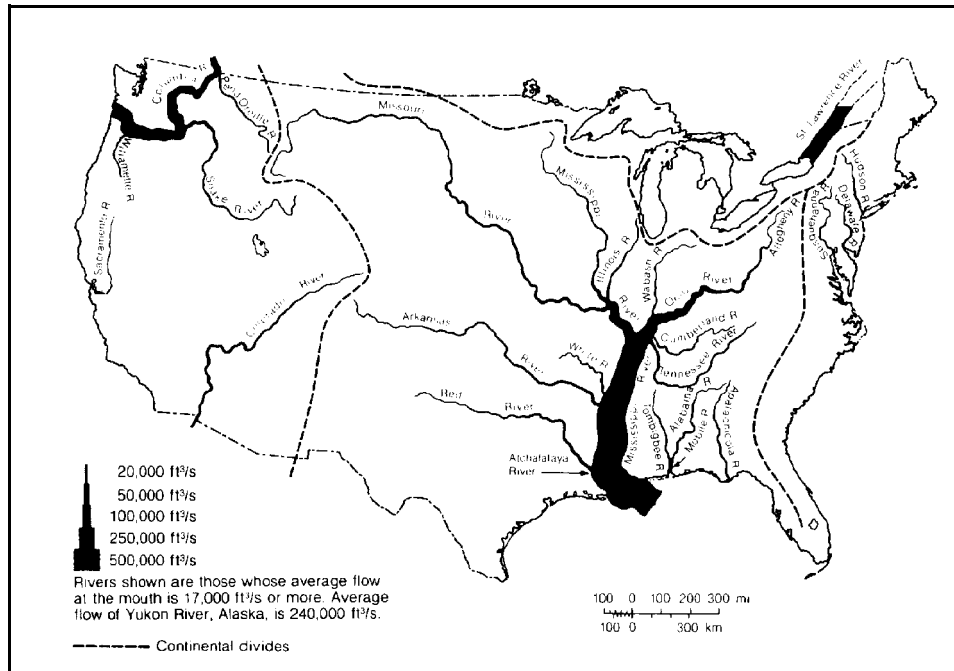 Columbia R
Pend Oreille R
Missouri
St. Lawrence River
Willamette R
Snake River
Mississippi
Hudson R
Delaware R
Susquehanna R
Allegheny R
Sacramento R
River
Illinois R
Wabash R
Ohio River
Colorado River
River
Arkansas
Cumberland R
White R
Tennessee River
River
River
Red
River
Mississippi
Tombigbee R
Alabama R
Mobile R
Apalachicola R
Atchafalaya
River
20,000 ft³/s
50,000 ft³/s
100,000 ft³/s
250,000 ft³/s
500,000 ft³/s
Rivers shown are those whose average flow
at the mouth is 17,000 ft³/s or more. Average
flow of Yukon River, Alaska, is 240,000 ft³/s.
Continental divides
100 0 100 200 300 mi
100 0 300 km